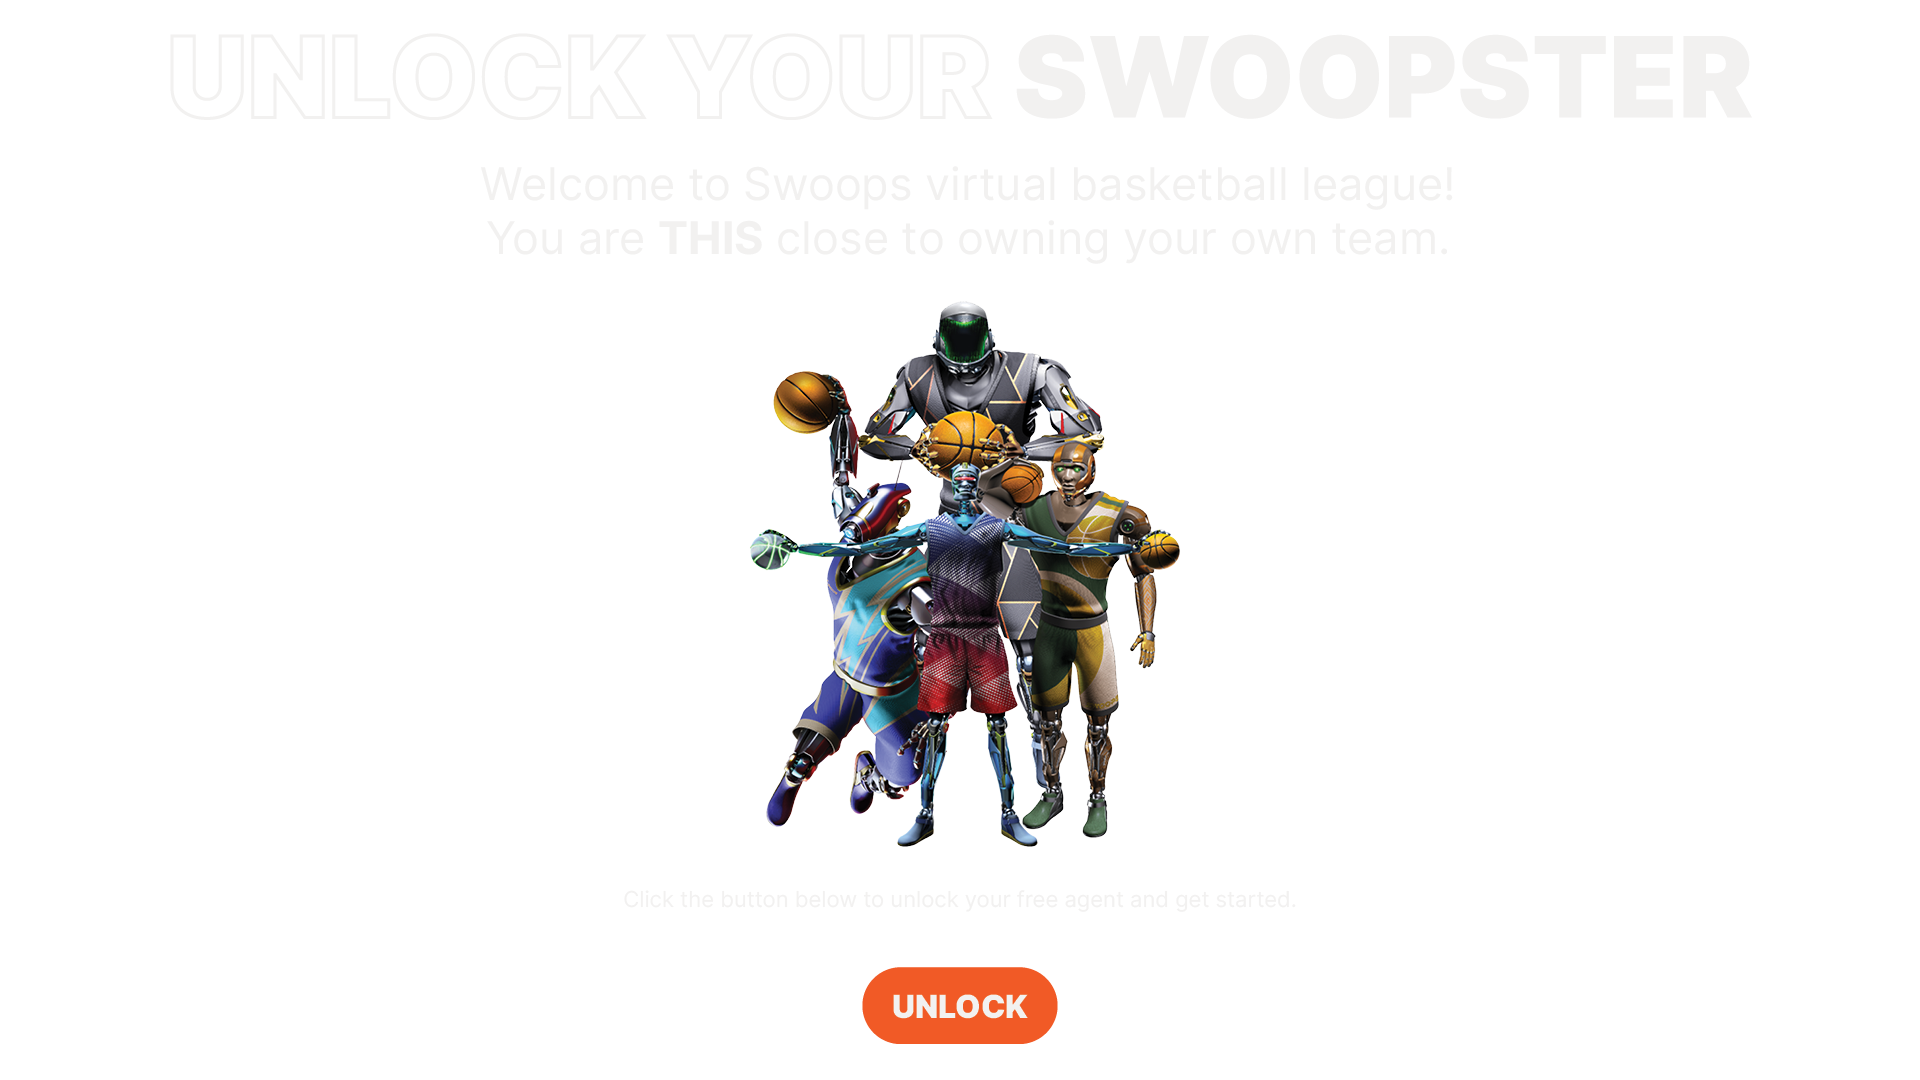 UNLOCK YOUR SWOOPSTER
Welcome to Swoops virtual basketball league!
You are THIS close to owning your own team.
Click the button below to unlock your free agent and get started.
UNLOCK